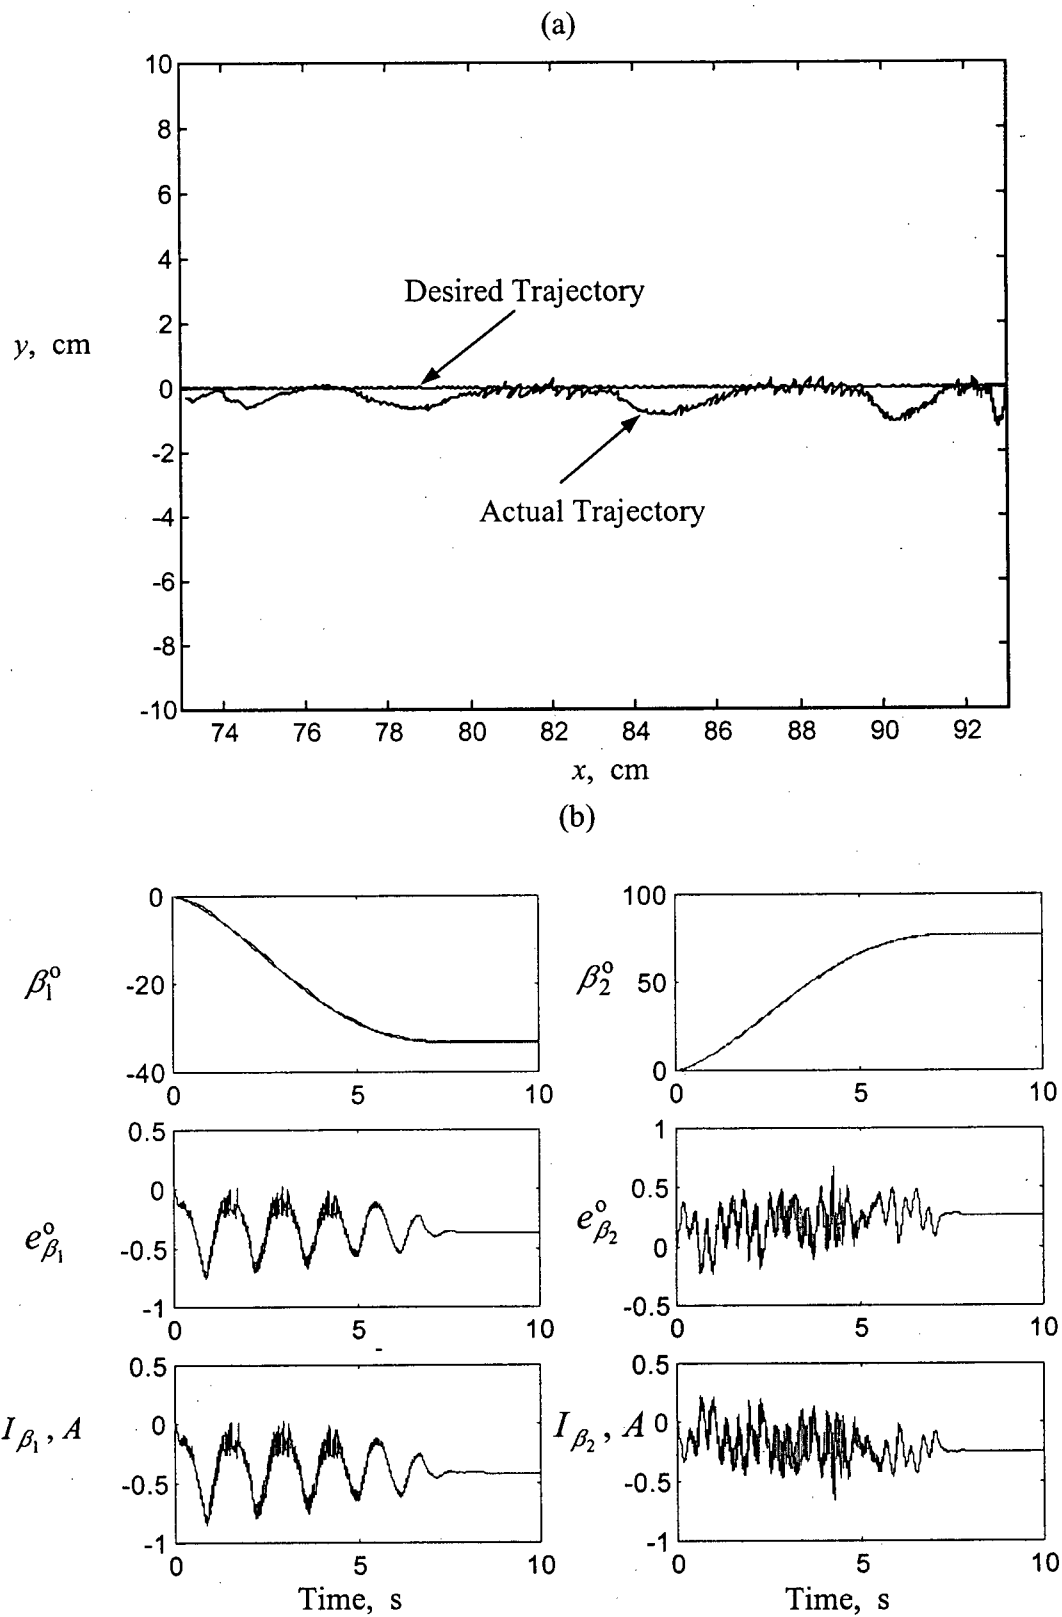 (a)
10
8
6
4
Desired Trajectory
2
y, cm
0
-2
Actual Trajectory
-4
-6
-8
-10
74 76 78 80 82 84 86 88 90 92
x, cm
(b)
0
-20
-40
β₁°
0 5 10
100
50
0
β₂°
0 5 10
0.5
0
-0.5
-1
e°β₁
0 5 10
1
0.5
0
-0.5
e°β₂
0 5 10
0.5
0
-0.5
-1
Iβ₁, A
0 5 10
Time, s
0.5
0
-0.5
-1
Iβ₂, A
0 5 10
Time, s